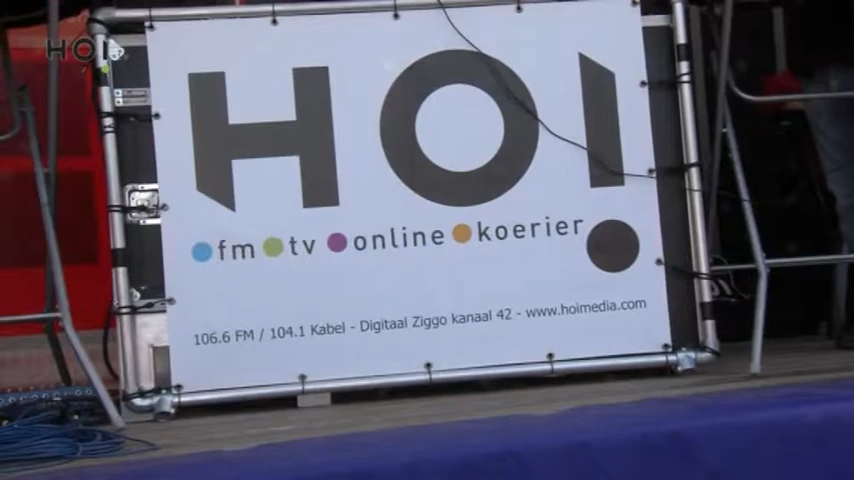 HO!
HO!
fm tv online koerier
106.6 FM / 104.1 Kabel - Digitaal Ziggo kanaal 42 - www.hoimedia.com